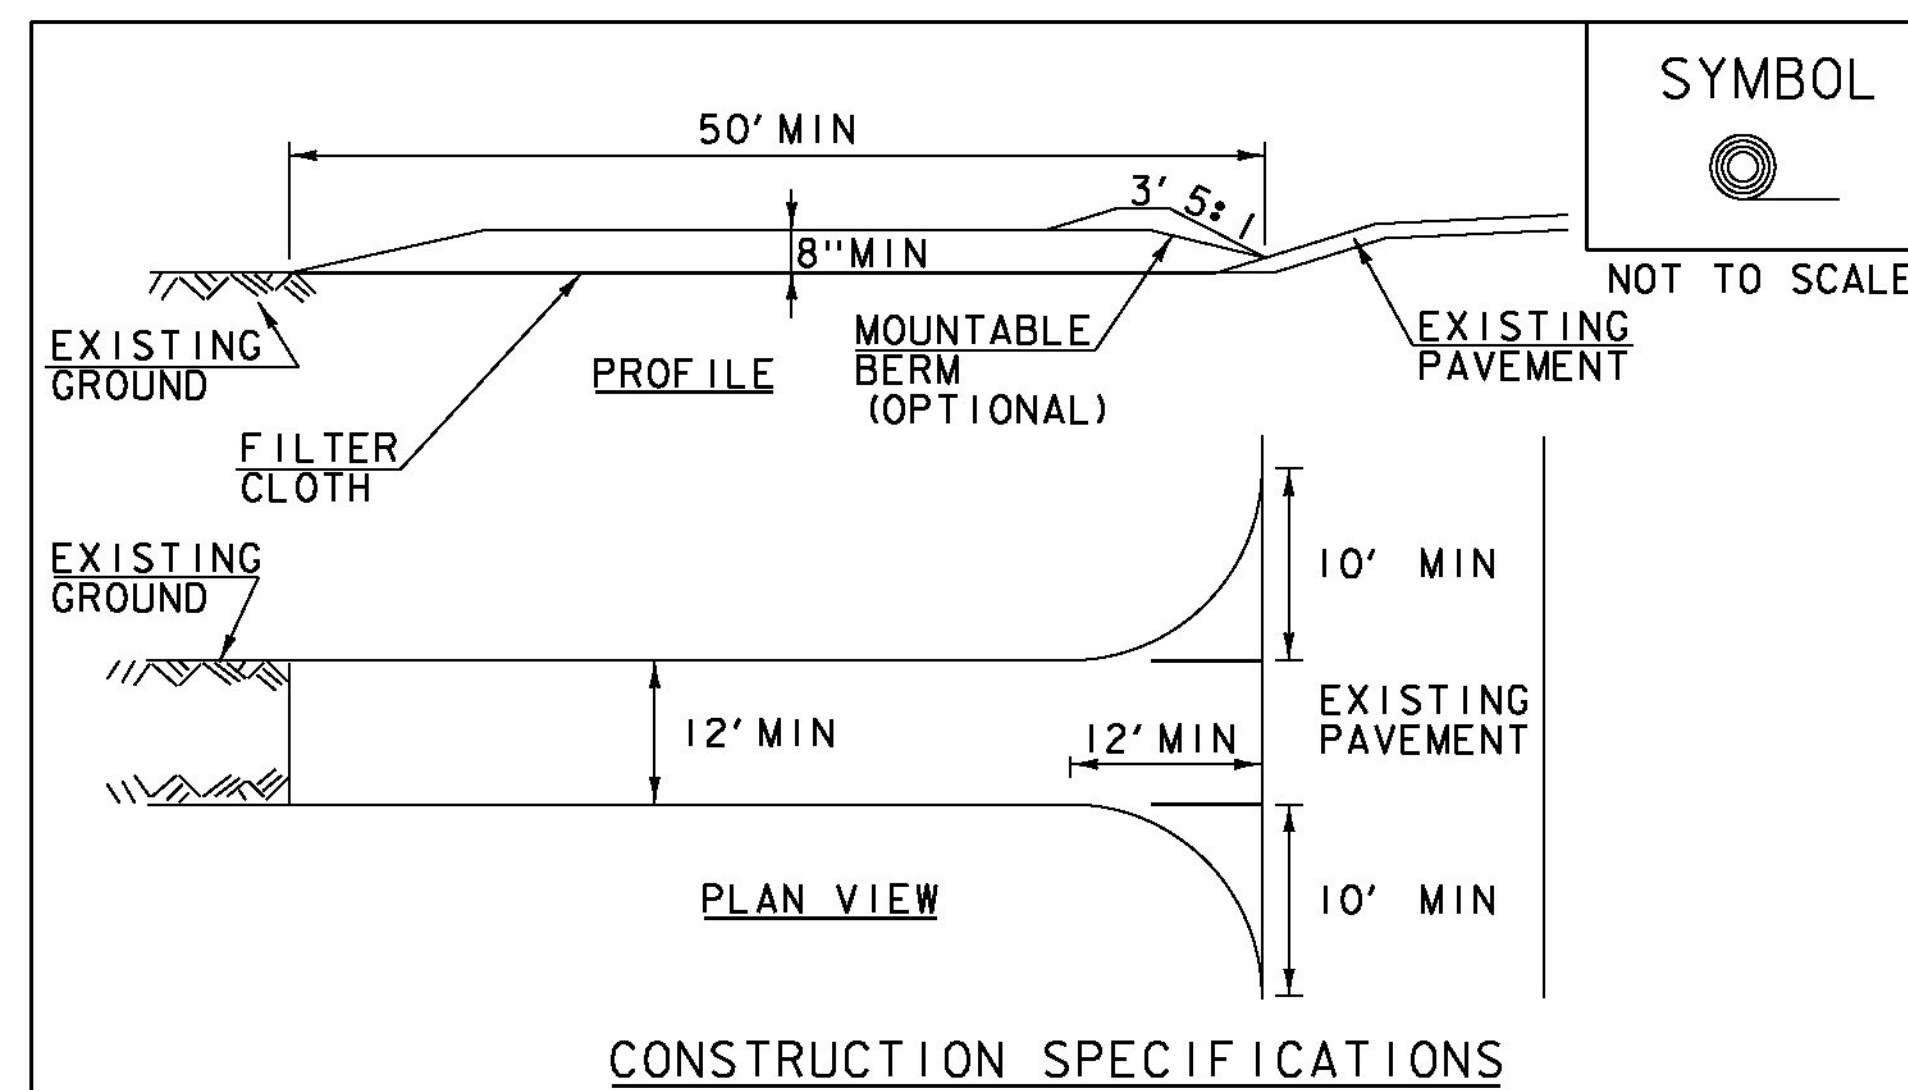 SYMBOL
NOT TO SCALE
50' MIN
3' 5:1
8" MIN
EXISTING
GROUND
PROFILE
MOUNTABLE
BERM
(OPTIONAL)
EXISTING
PAVEMENT
FILTER
CLOTH
EXISTING
GROUND
10' MIN
12' MIN
12' MIN
EXISTING
PAVEMENT
10' MIN
PLAN VIEW
CONSTRUCTION SPECIFICATIONS